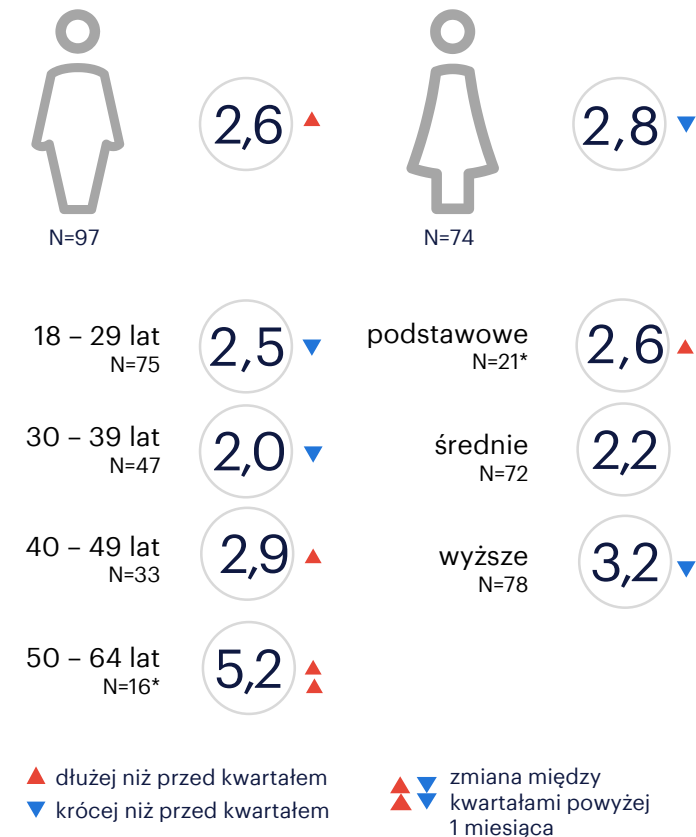 2,6
2,8
N=97
N=74
18 – 29 lat
N=75
2,5
podstawowe
N=21*
2,6
30 – 39 lat
N=47
2,0
średnie
N=72
2,2
40 – 49 lat
N=33
2,9
wyższe
N=78
3,2
50 – 64 lat
N=16*
5,2
dłużej niż przed kwartałem
krócej niż przed kwartałem
zmiana między
kwartałami powyżej
1 miesiąca